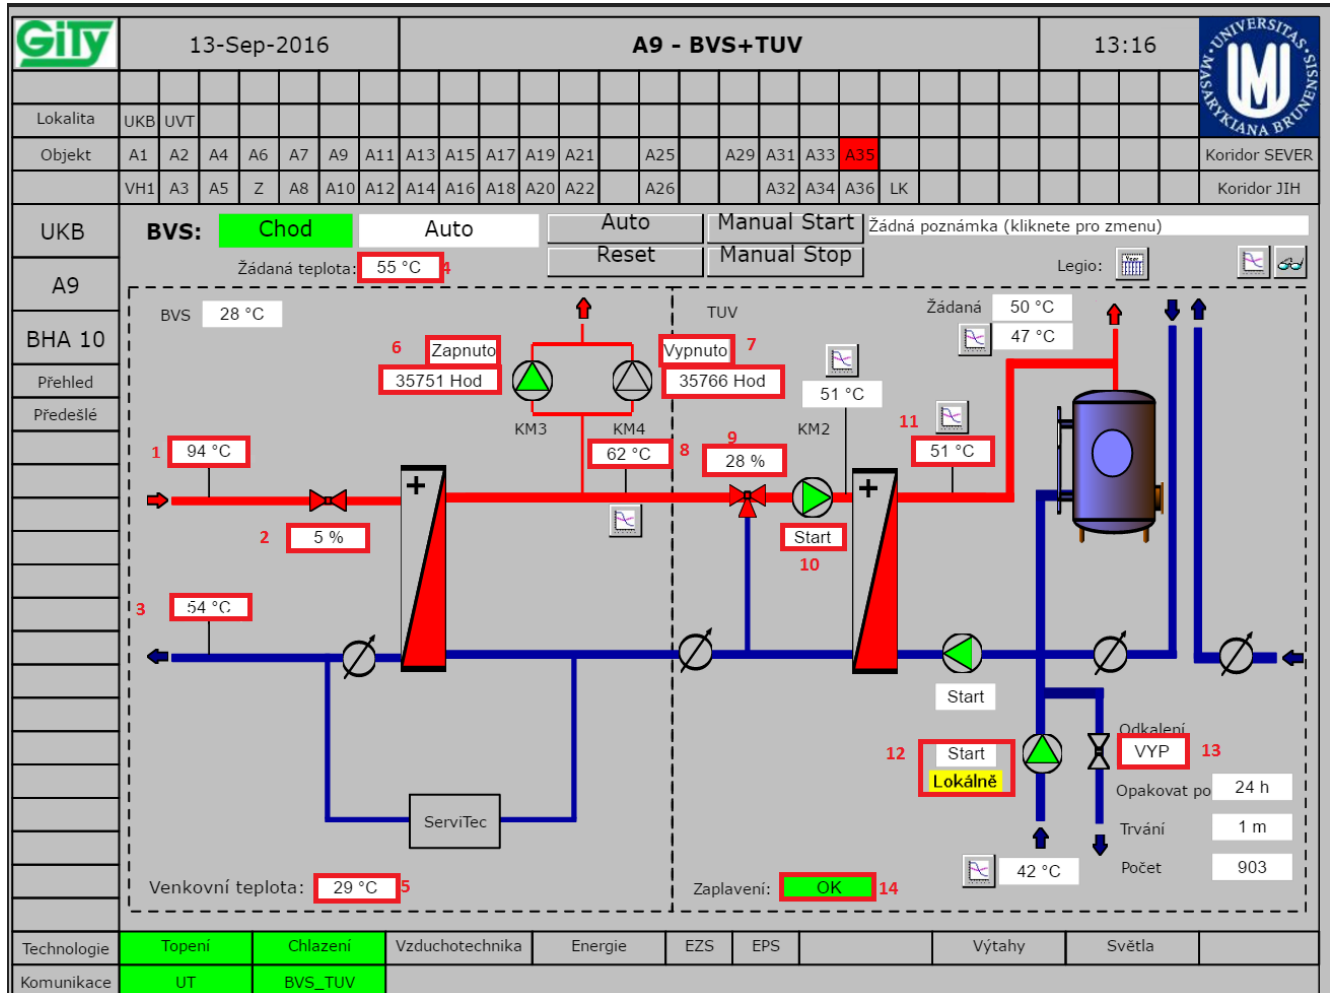 GiTy
13-Sep-2016
A9 - BVS+TUV
13:16
UNIVERSITAS MASARYKIANA BRUNENSIS
Lokalita UKB UVT
Objekt A1 A2 A4 A6 A7 A9 A11 A13 A15 A17 A19 A21 A25 A29 A31 A33 A35 Koridor SEVER
VH1 A3 A5 Z A8 A10 A12 A14 A16 A18 A20 A22 A26 A32 A34 A36 LK Koridor JIH
UKB
A9
BHA 10
Přehled
Předešlé
BVS: Chod Auto Auto Manual Start Žádná poznámka (kliknete pro zmenu)
Reset Manual Stop
Žádaná teplota: 55 °C 4
Legio:
BVS 28 °C
TUV
Žádaná 50 °C
47 °C
6 Zapnuto
Vypnuto 7
35751 Hod
35766 Hod
51 °C
KM3
KM4
KM2
11
1 94 °C
62 °C 8
9
28 %
51 °C
2 5 %
Start
10
3 54 °C
Start
12 Start
Lokálně
Odkalení
VYP 13
Opakovat po 24 h
Trvání 1 m
Počet 903
ServiTec
42 °C
Venkovní teplota: 29 °C 5
Zaplavení: OK 14
Technologie Topení Chlazení Vzduchotechnika Energie EZS EPS Výtahy Světla
Komunikace UT BVS_TUV